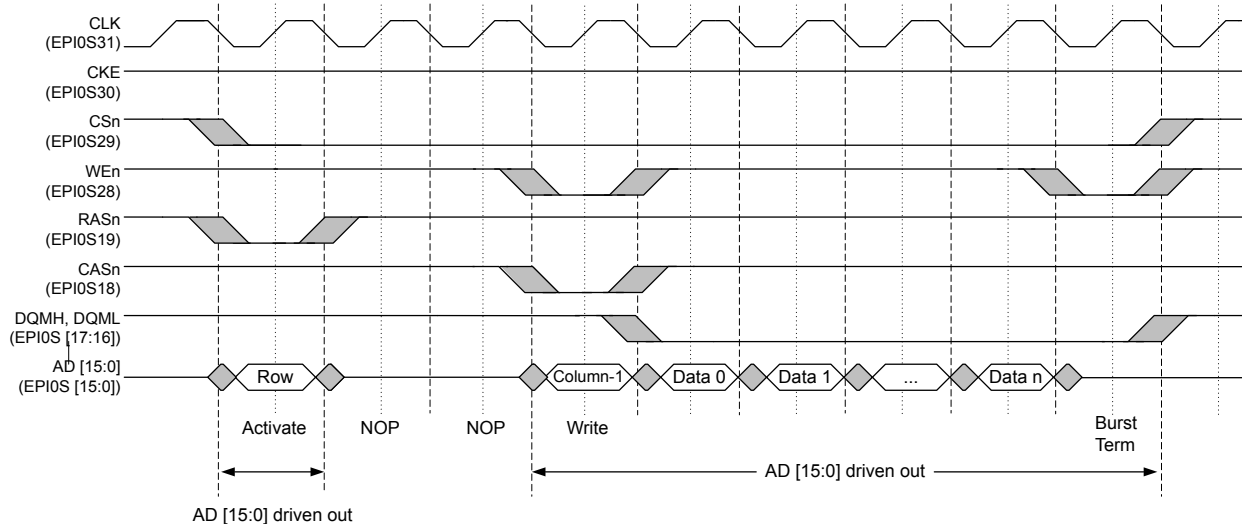 CLK
(EPI0S31)
CKE
(EPI0S30)
CSn
(EPI0S29)
WEn
(EPI0S28)
RASn
(EPI0S19)
CASn
(EPI0S18)
DQMH, DQML
(EPI0S [17:16])
AD [15:0]
(EPI0S [15:0])
Row Column-1 Data 0 Data 1 ... Data n
Activate NOP NOP Write Burst
Term
AD [15:0] driven out
AD [15:0] driven out